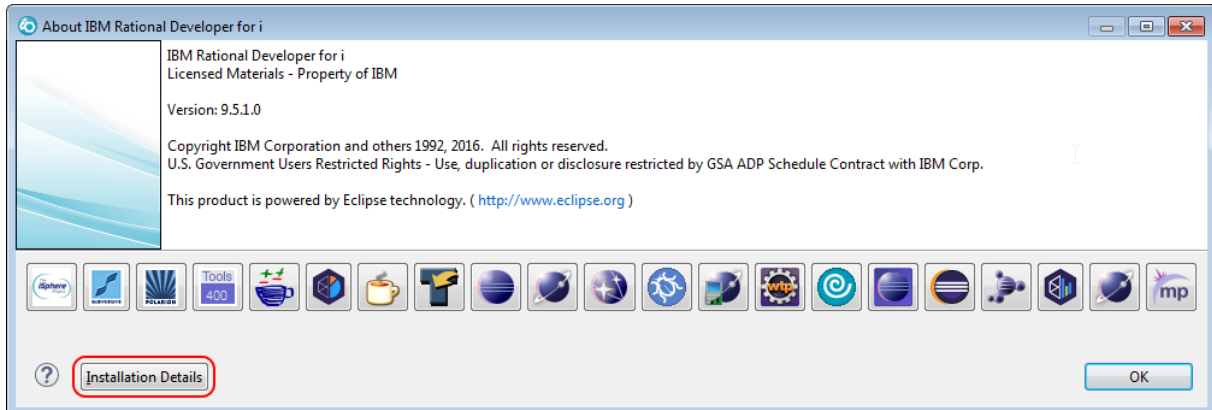 About IBM Rational Developer for i
IBM Rational Developer for i
Licensed Materials - Property of IBM
Version: 9.5.1.0
Copyright IBM Corporation and others 1992, 2016.  All rights reserved.
U.S. Government Users Restricted Rights - Use, duplication or disclosure restricted by GSA ADP Schedule Contract with IBM Corp.
This product is powered by Eclipse technology. ( http://www.eclipse.org )
iSphere
SUBVERSIVE
POLARION
Tools
400
wtp
mp
?
Installation Details
OK